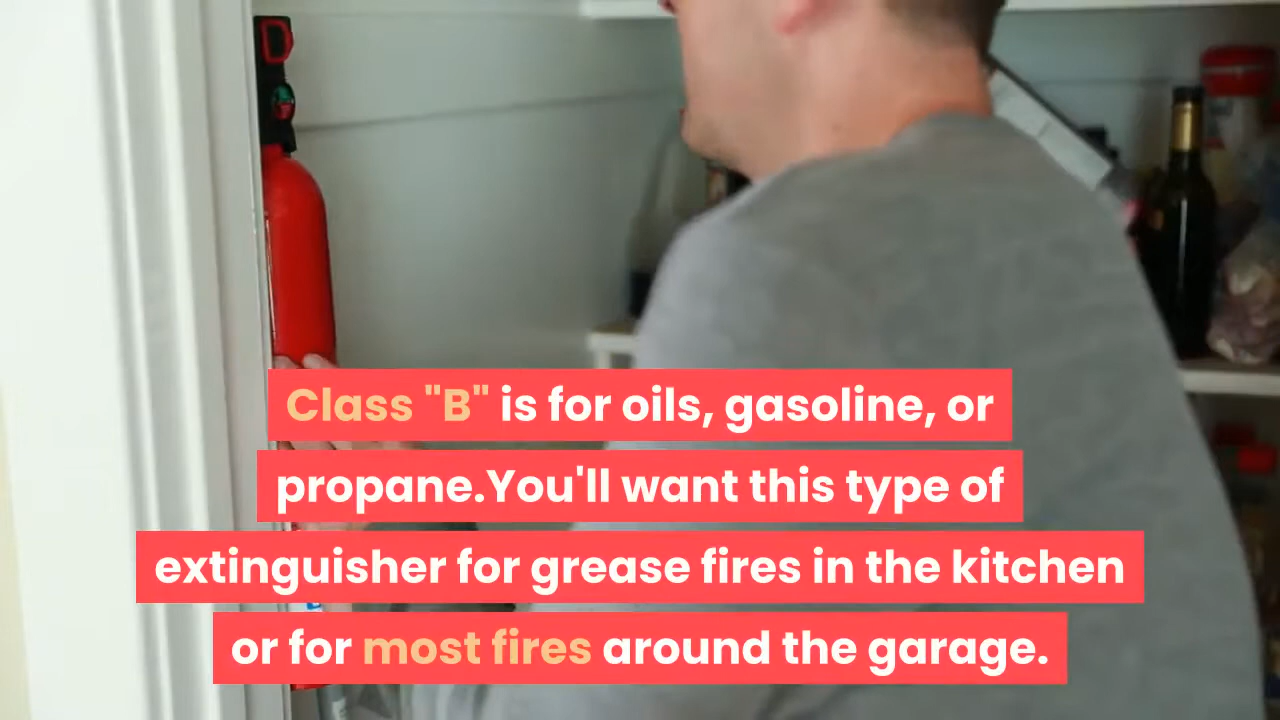 Class "B" is for oils, gasoline, or
propane.You'll want this type of
extinguisher for grease fires in the kitchen
or for most fires around the garage.